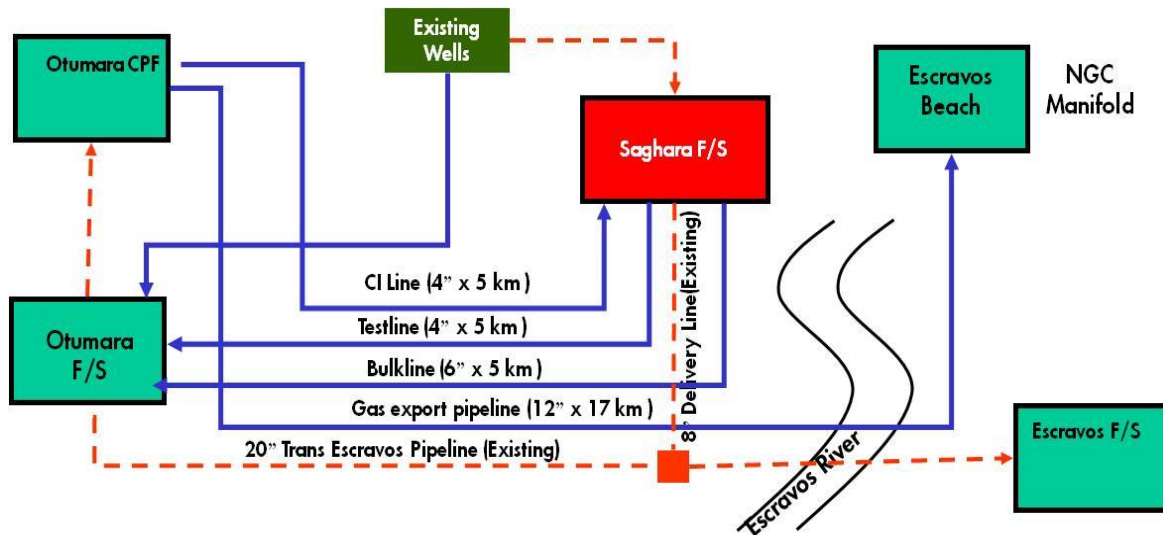 Existing
Wells
Otumara CPF
Escravos
Beach
NGC
Manifold
Saghara F/S
8” Delivery Line(Existing)
CI Line (4” x 5 km )
Testline (4” x 5 km )
Otumara
F/S
Bulkline (6” x 5 km )
Gas export pipeline (12” x 17 km )
20” Trans Escravos Pipeline (Existing)
Escravos F/S
Escravos River